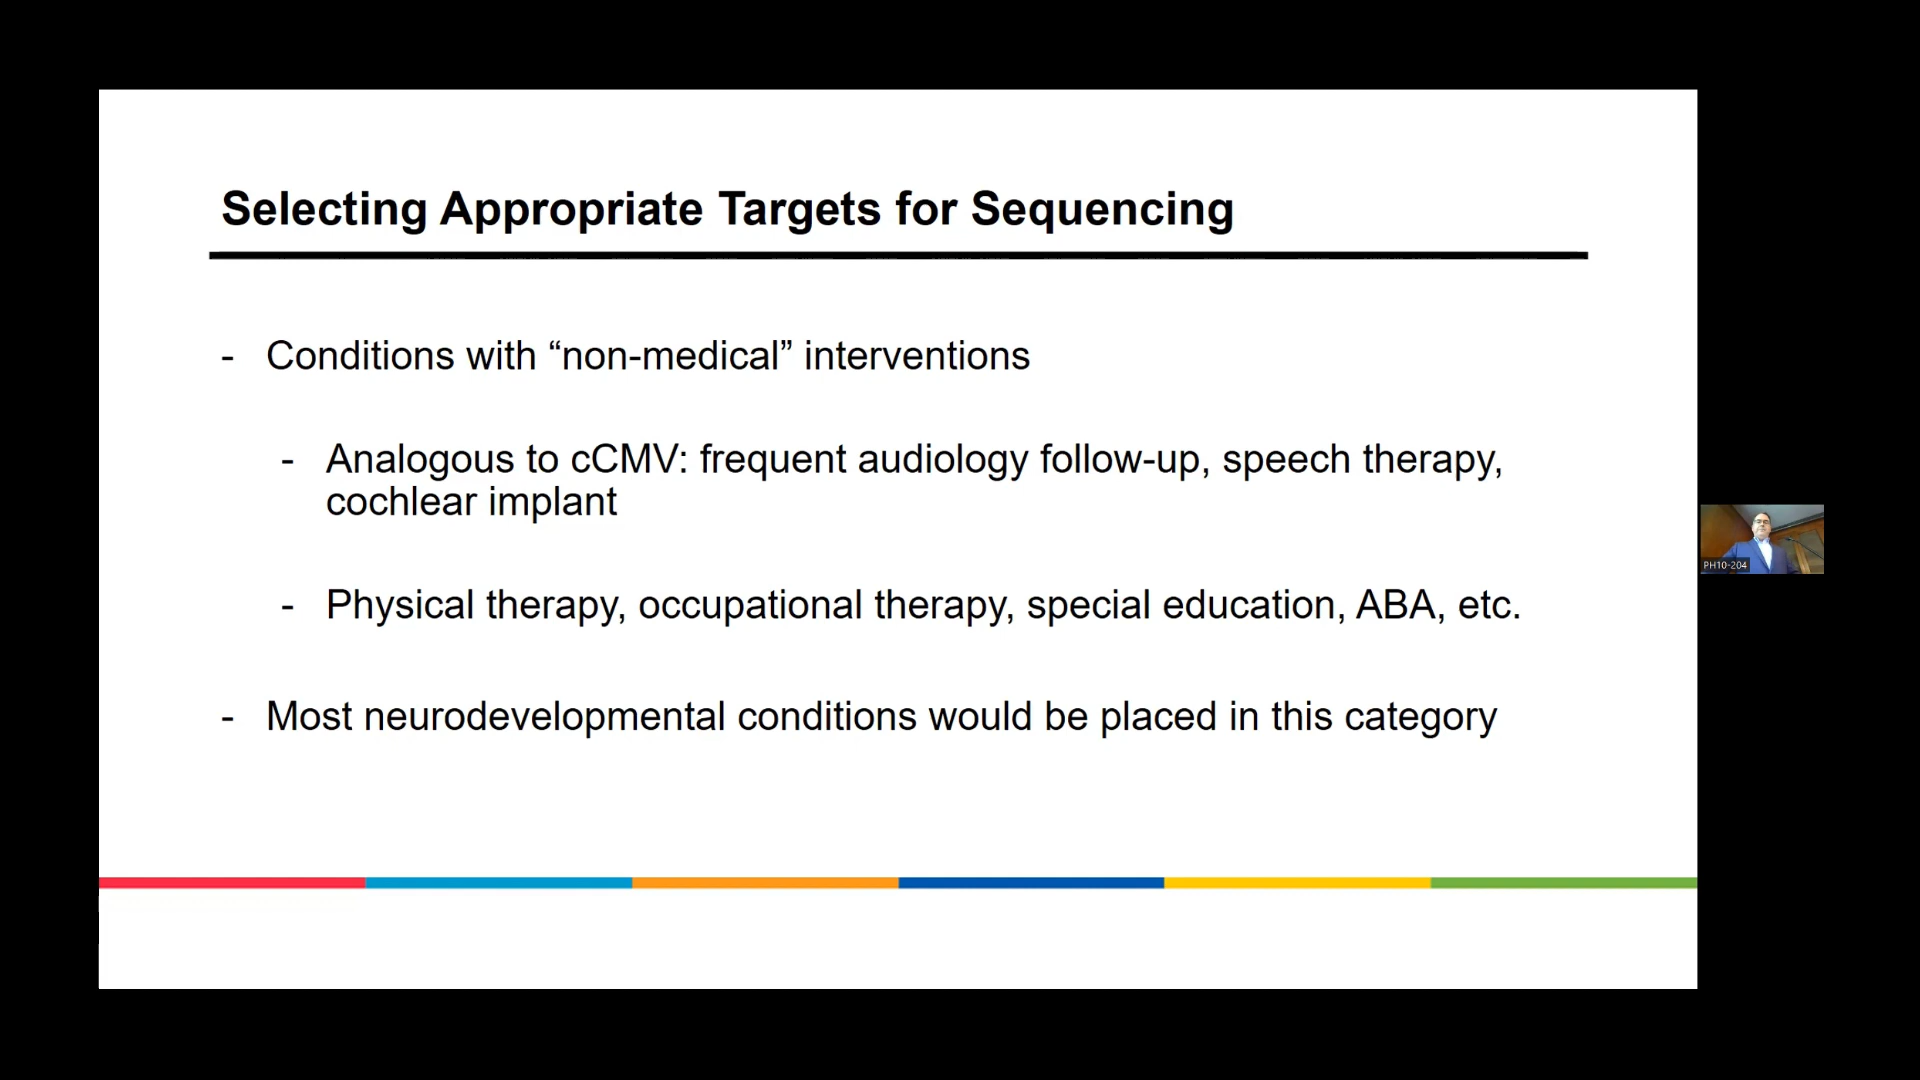 Selecting Appropriate Targets for Sequencing
- Conditions with “non-medical” interventions
- Analogous to cCMV: frequent audiology follow-up, speech therapy,
cochlear implant
PH10-204
- Physical therapy, occupational therapy, special education, ABA, etc.
- Most neurodevelopmental conditions would be placed in this category